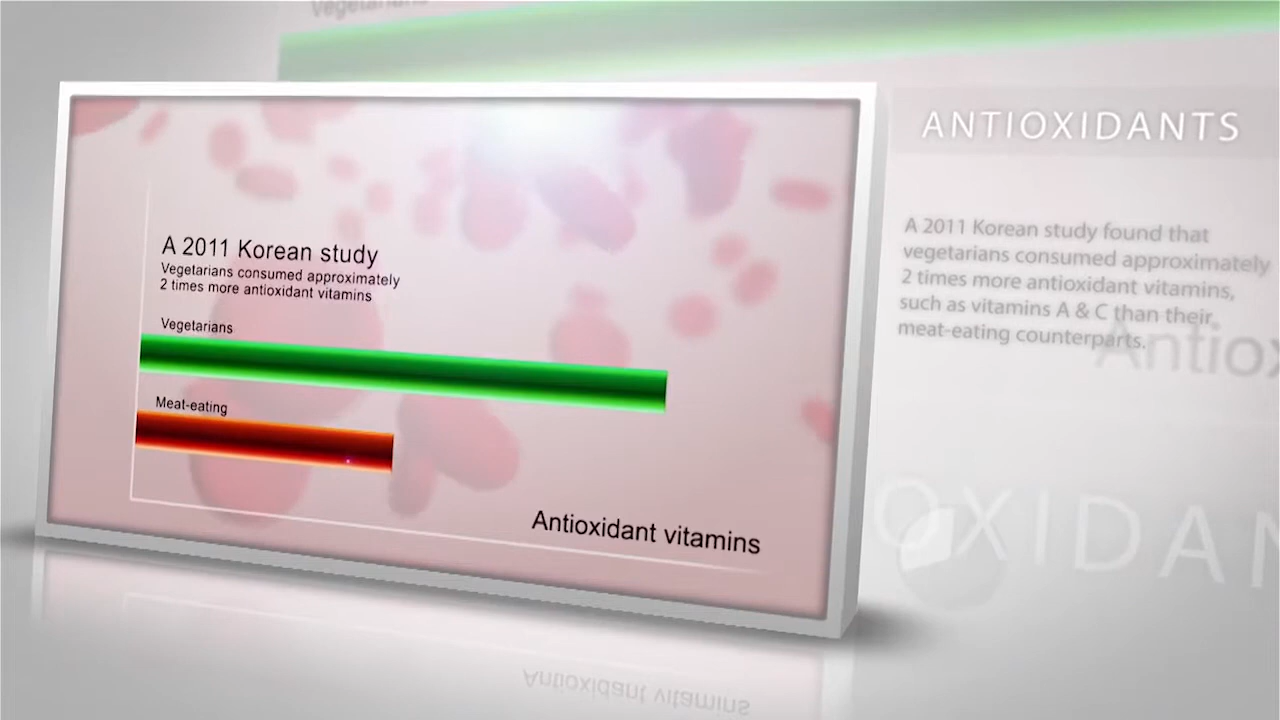 Vegetarians
ANTIOXIDANTS
A 2011 Korean study found that
vegetarians consumed approximately
2 times more antioxidant vitamins,
such as vitamins A & C than their
meat-eating counterparts.
A 2011 Korean study
Vegetarians consumed approximately
2 times more antioxidant vitamins
Vegetarians
Meat-eating
Antioxidant vitamins
Antiox
OXIDAN
Antioxidant vitamins